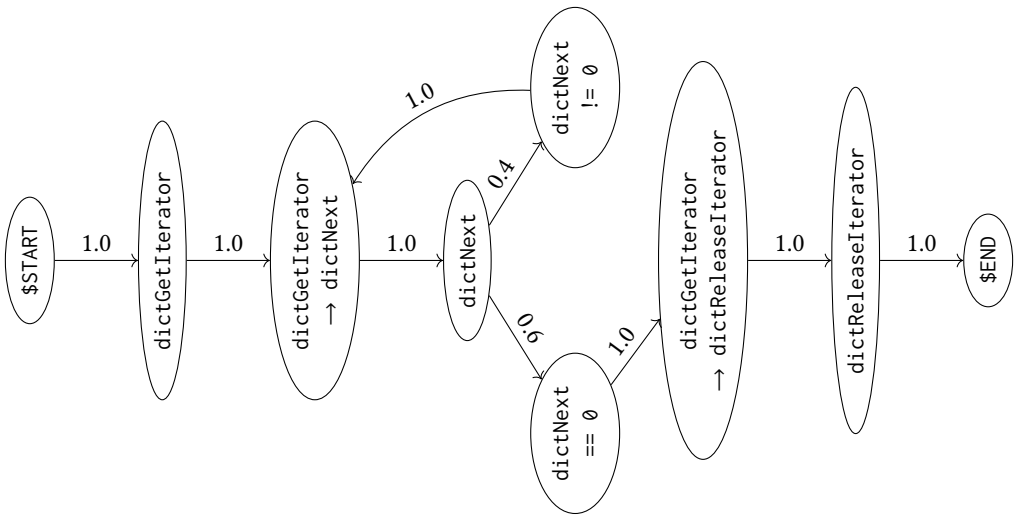 $START
1.0
dictGetIterator
1.0
dictGetIterator
→ dictNext
1.0
dictNext
0.4
dictNext
!= 0
1.0
0.6
dictNext
== 0
1.0
dictGetIterator
→ dictReleaseIterator
1.0
dictReleaseIterator
1.0
$END